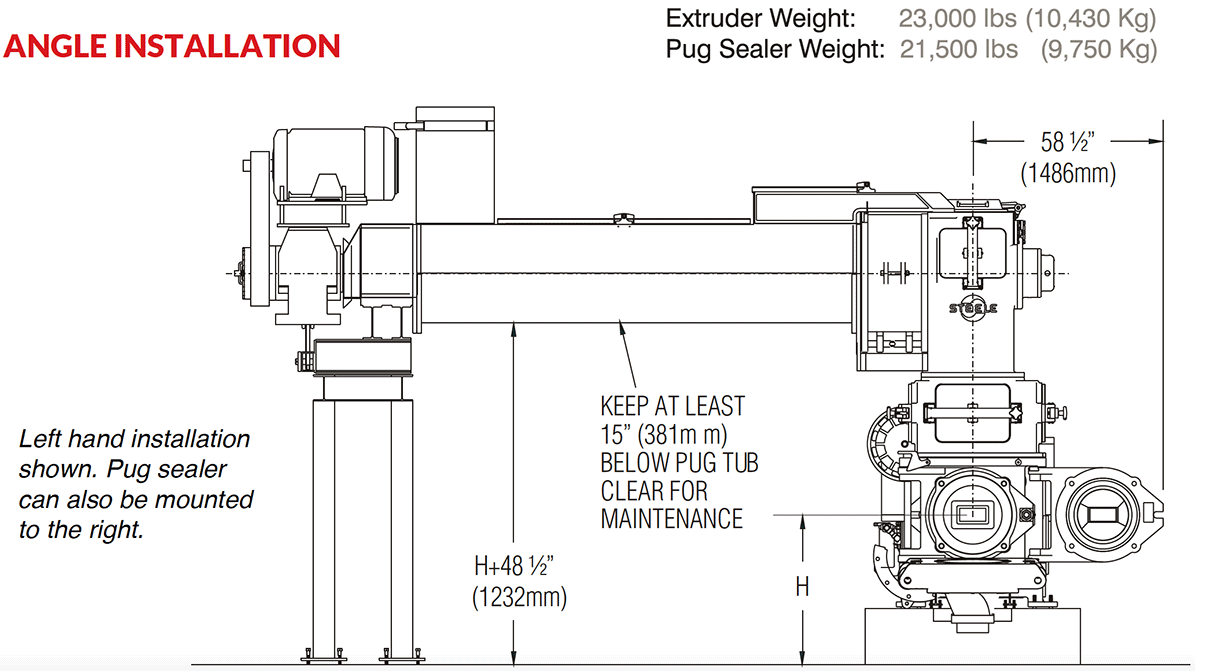 Extruder Weight: 23,000 lbs (10,430 Kg)
ANGLE INSTALLATION
Pug Sealer Weight: 21,500 lbs (9,750 Kg)
58 ½”
(1486mm)
STEELE
KEEP AT LEAST
15” (381m m)
BELOW PUG TUB
CLEAR FOR
MAINTENANCE
Left hand installation
shown. Pug sealer
can also be mounted
to the right.
H+48 ½”
(1232mm)
H